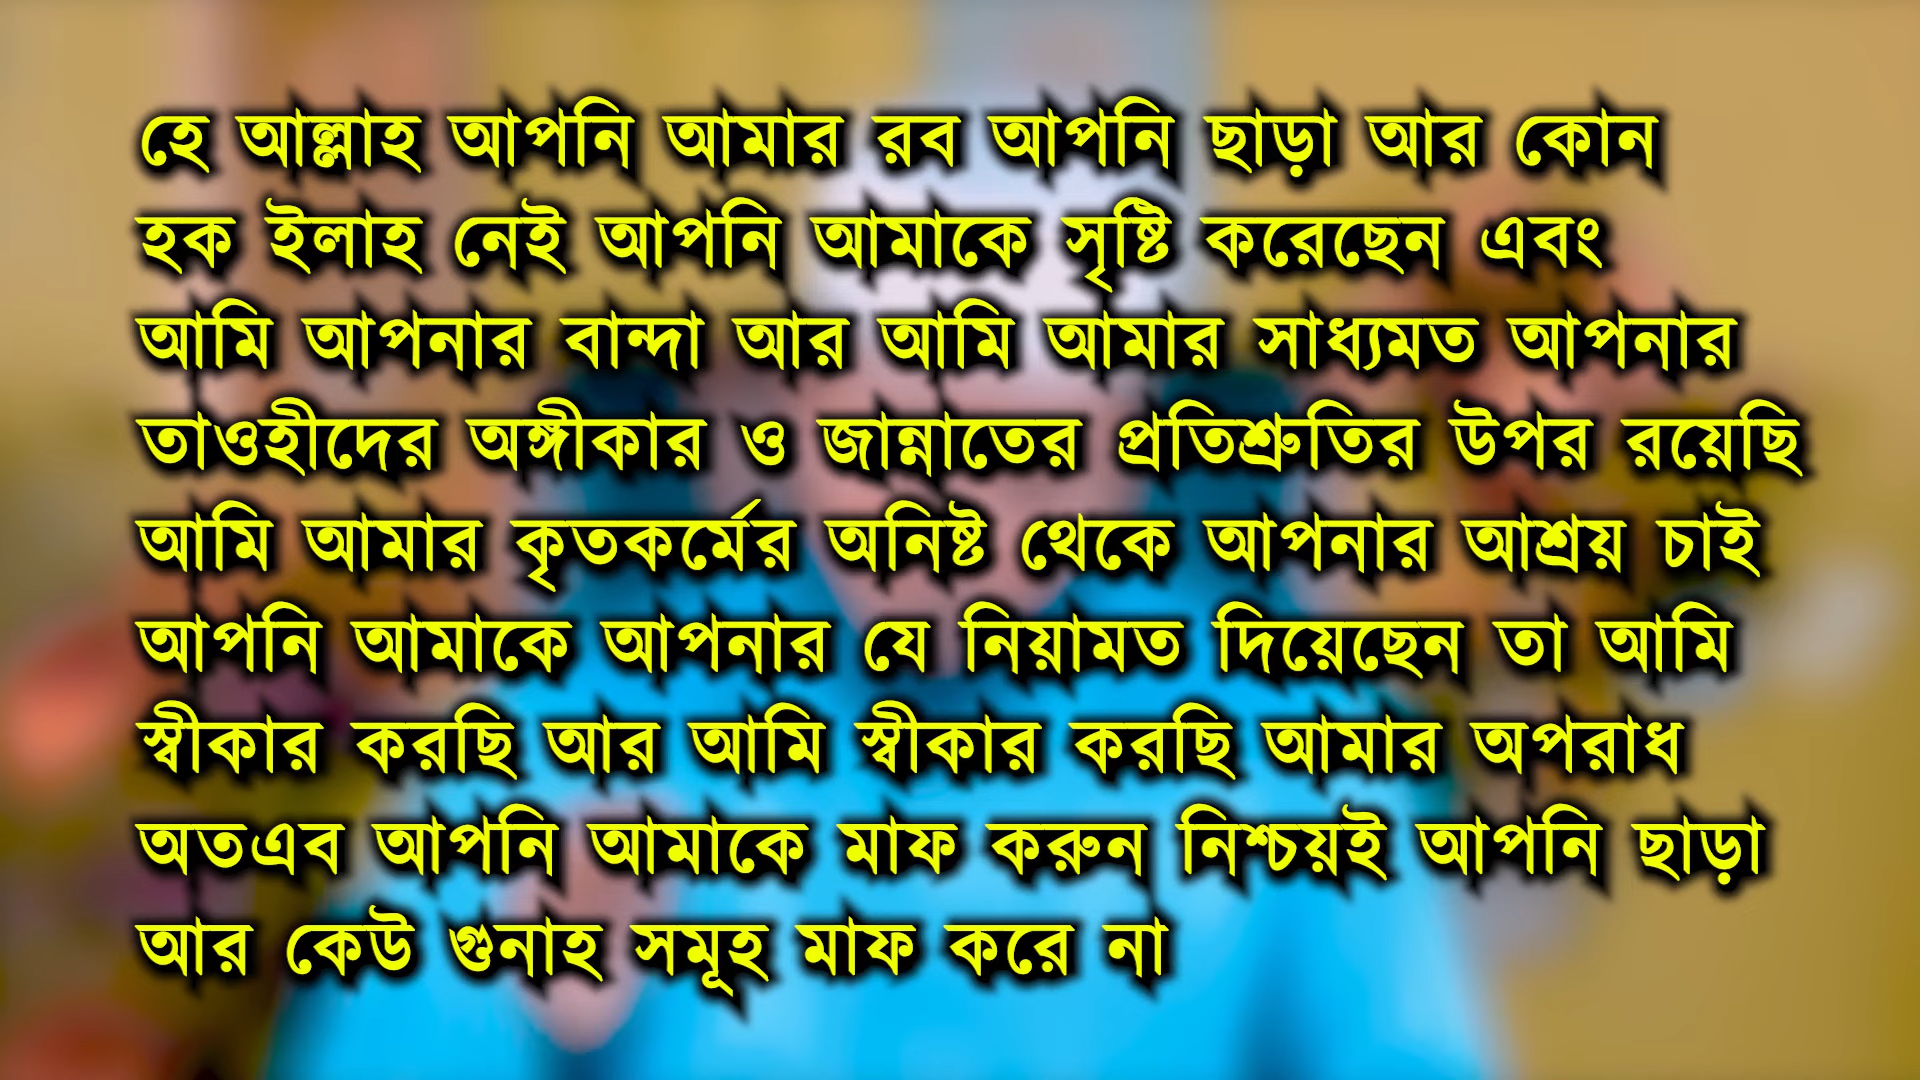 হে আল্লাহ আপনি আমার রব আপনি ছাড়া আর কোন
হক ইলাহ নেই আপনি আমাকে সৃষ্টি করেছেন এবং
আমি আপনার বান্দা আর আমি আমার সাধ্যমত আপনার
তাওহীদের অঙ্গীকার ও জান্নাতের প্রতিশ্রুতির উপর রয়েছি
আমি আমার কৃতকর্মের অনিষ্ট থেকে আপনার আশ্রয় চাই
আপনি আমাকে আপনার যে নিয়ামত দিয়েছেন তা আমি
স্বীকার করছি আর আমি স্বীকার করছি আমার অপরাধ
অতএব আপনি আমাকে মাফ করুন নিশ্চয়ই আপনি ছাড়া
আর কেউ গুনাহ সমূহ মাফ করে না